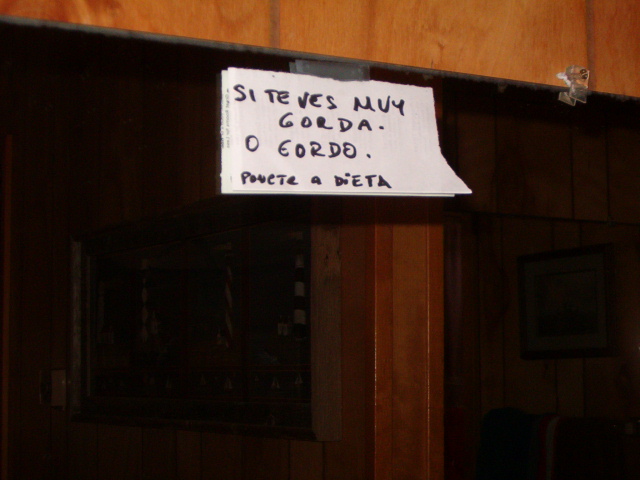 SI TE VES MUY
GORDA.
O GORDO.
PONETE A DiETA